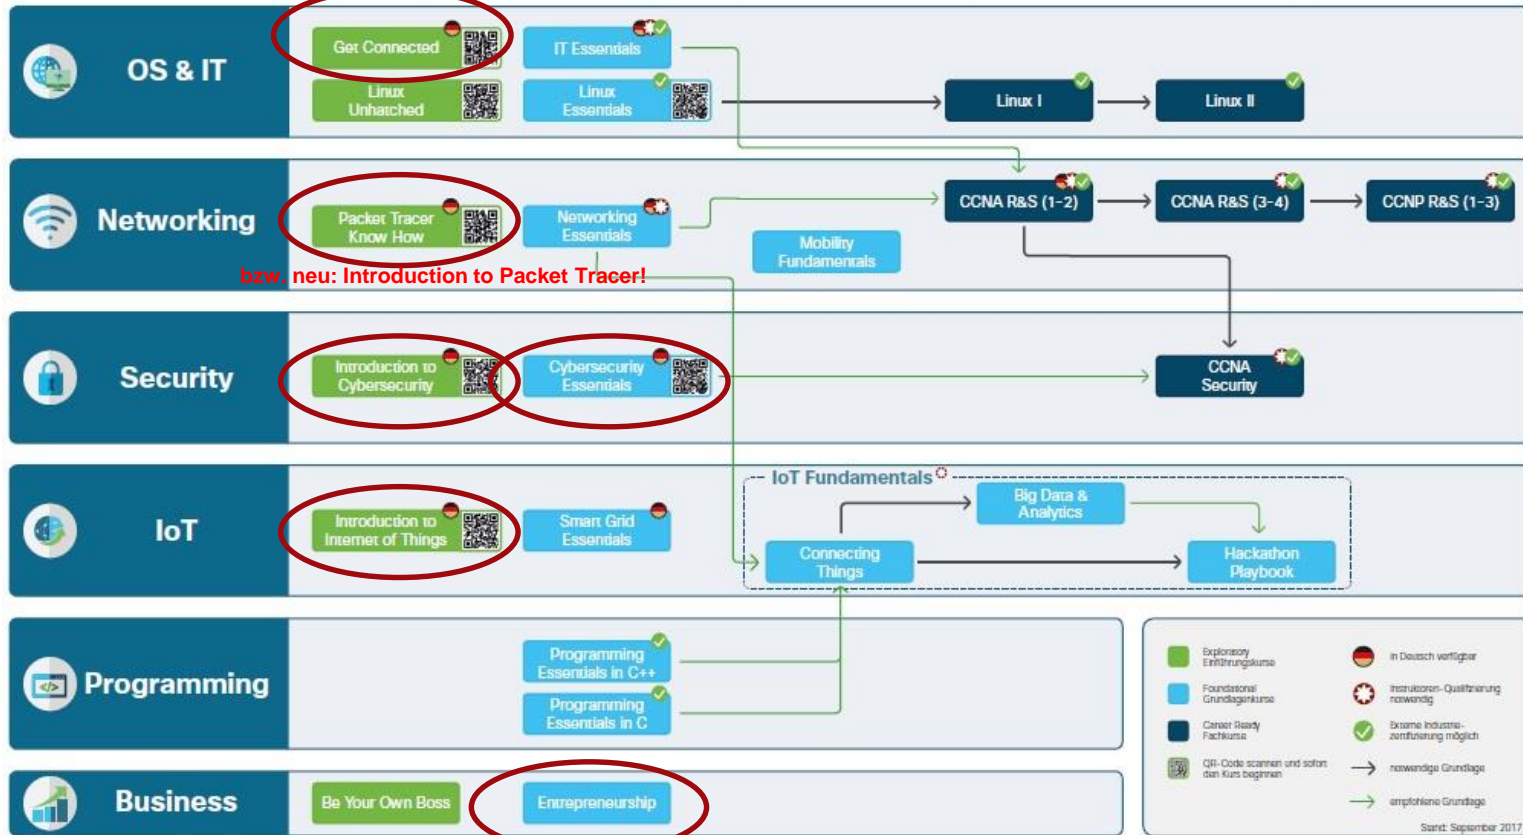 OS & IT
Get Connected
IT Essentials
Linux
Unhatched
Linux
Essentials
Linux I
Linux II
Networking
Packet Tracer
Know How
Networking
Essentials
Mobility
Fundamentals
CCNA R&S (1-2)
CCNA R&S (3-4)
CCNP R&S (1-3)
bzw. neu: Introduction to Packet Tracer!
Security
Introduction to
Cybersecurity
Cybersecurity
Essentials
CCNA
Security
IoT
Introduction to
Internet of Things
Smart Grid
Essentials
IoT Fundamentals
Connecting
Things
Big Data &
Analytics
Hackathon
Playbook
Programming
Programming
Essentials in C++
Programming
Essentials in C
Business
Be Your Own Boss
Entrepreneurship
Exploratory
Einführungskurse
Foundational
Grundlagenkurse
Career Ready
Fachkurse
QR-Code scannen und sofort
den Kurs beginnen
in Deutsch verfügbar
Instruktoren-Qualifizierung
notwendig
Externe Industrie-
zertifizierung möglich
notwendige Grundlage
empfohlene Grundlage
Stand: September 2017